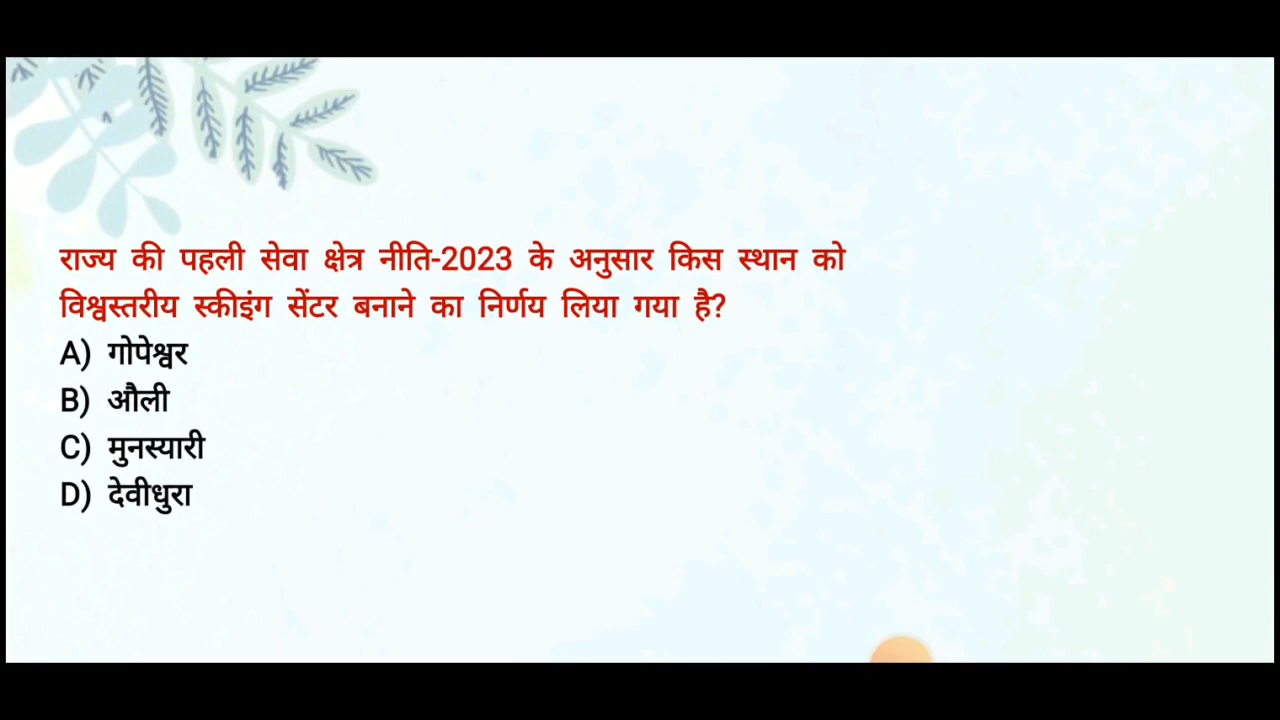 राज्य की पहली सेवा क्षेत्र नीति-2023 के अनुसार किस स्थान को
विश्वस्तरीय स्कीइंग सेंटर बनाने का निर्णय लिया गया है?
A) गोपेश्वर
B) औली
C) मुनस्यारी
D) देवीधुरा